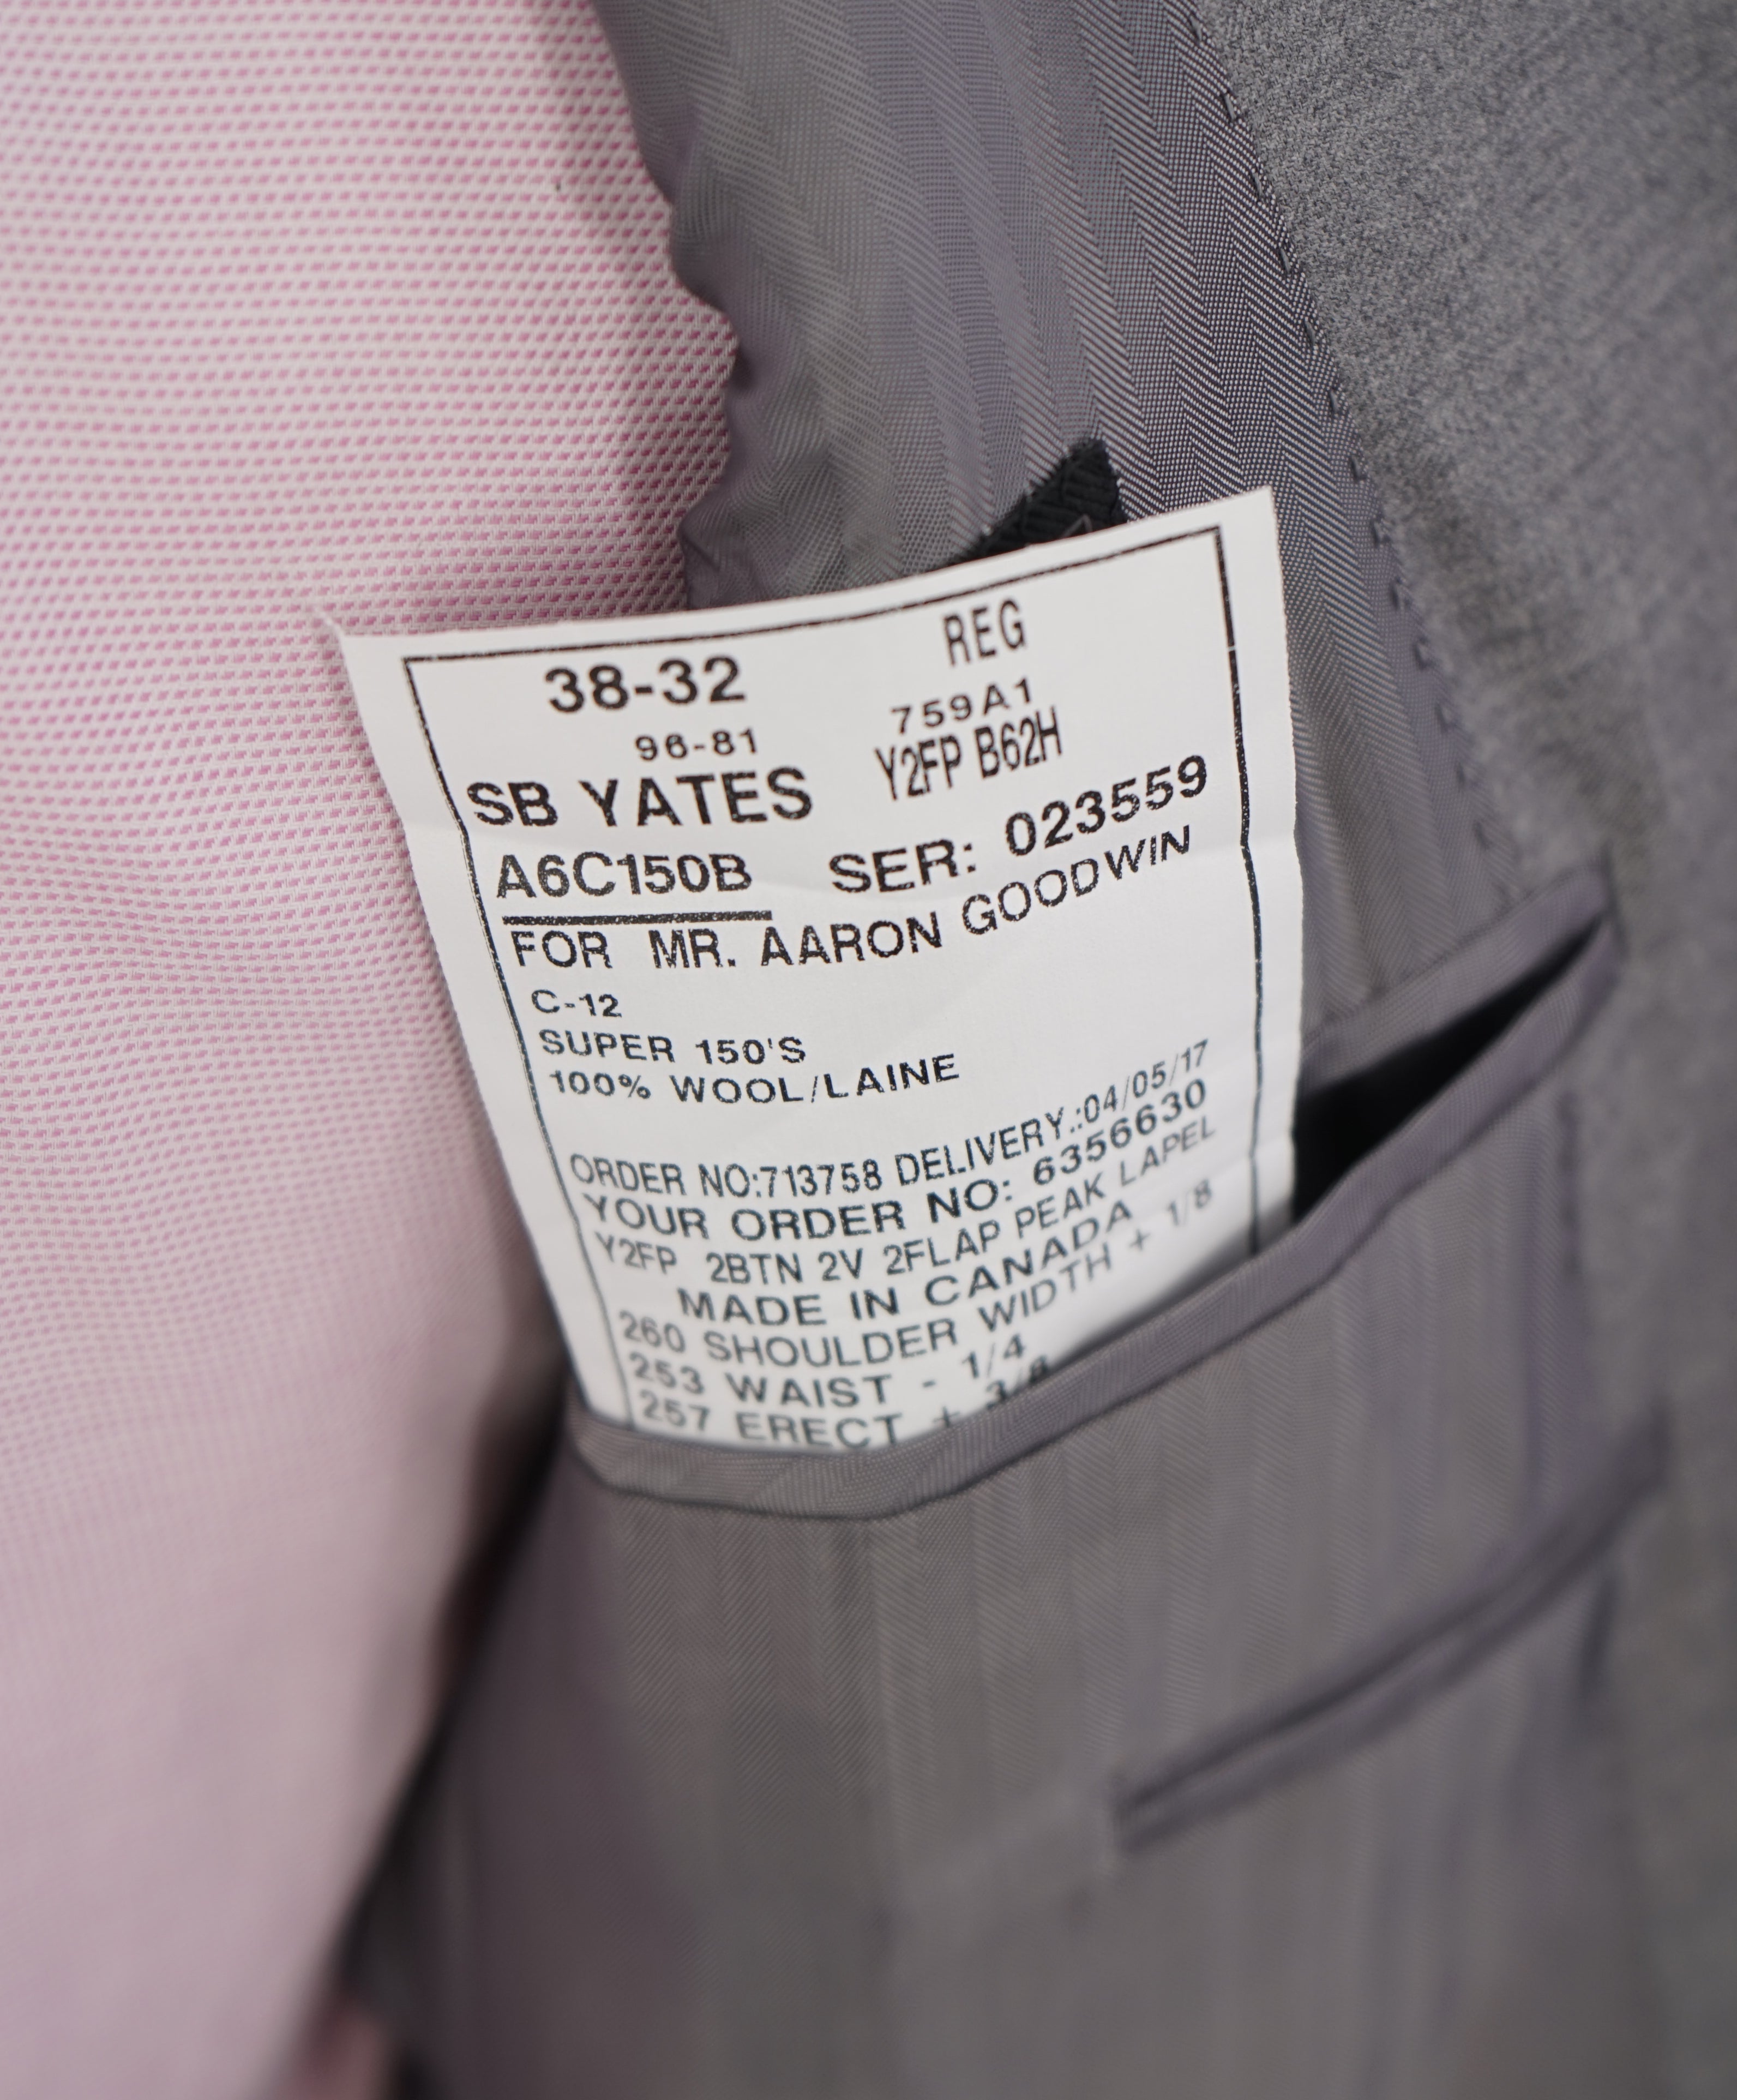 38-32 REG
96-81 759A1
SB YATES Y2FP B62H
A6C150B SER: 023559
FOR MR. AARON GOODWIN
C-12
SUPER 150'S
100% WOOL/LAINE
ORDER NO:713758 DELIVERY.:04/05/17
YOUR ORDER NO: 6356630
Y2FP 2BTN 2V 2FLAP PEAK LAPEL
MADE IN CANADA
260 SHOULDER WIDTH + 1/8
253 WAIST - 1/4
257 ERECT + 3/8